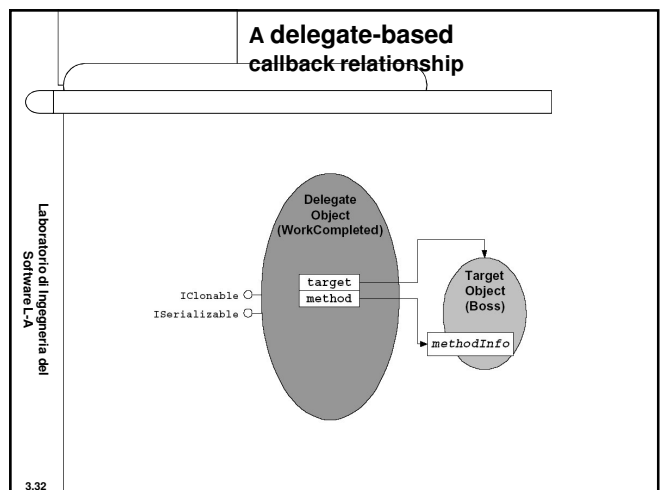 A delegate-based
callback relationship
Laboratorio di Ingegneria del
Software L-A
Delegate
Object
(WorkCompleted)
target
method
IClonable
ISerializable
Target
Object
(Boss)
methodInfo
3.32